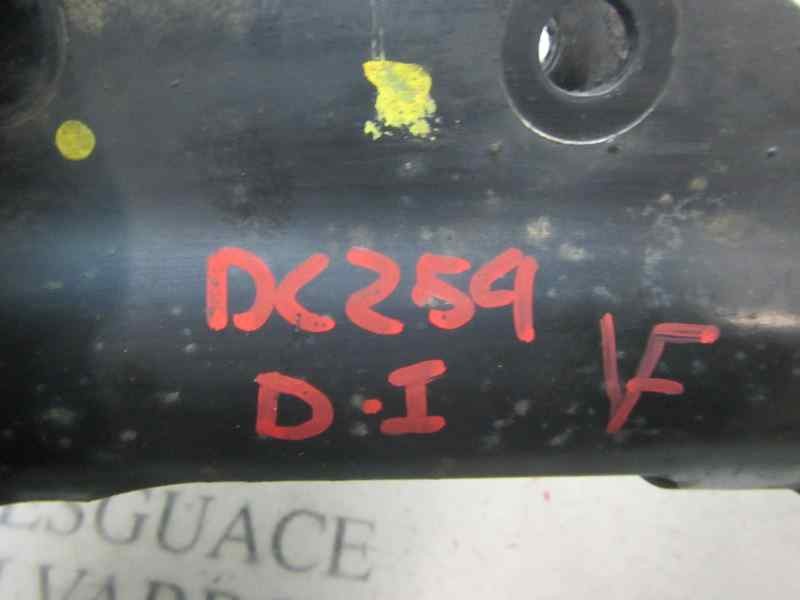 DC259
D.I VF
ESGUACE